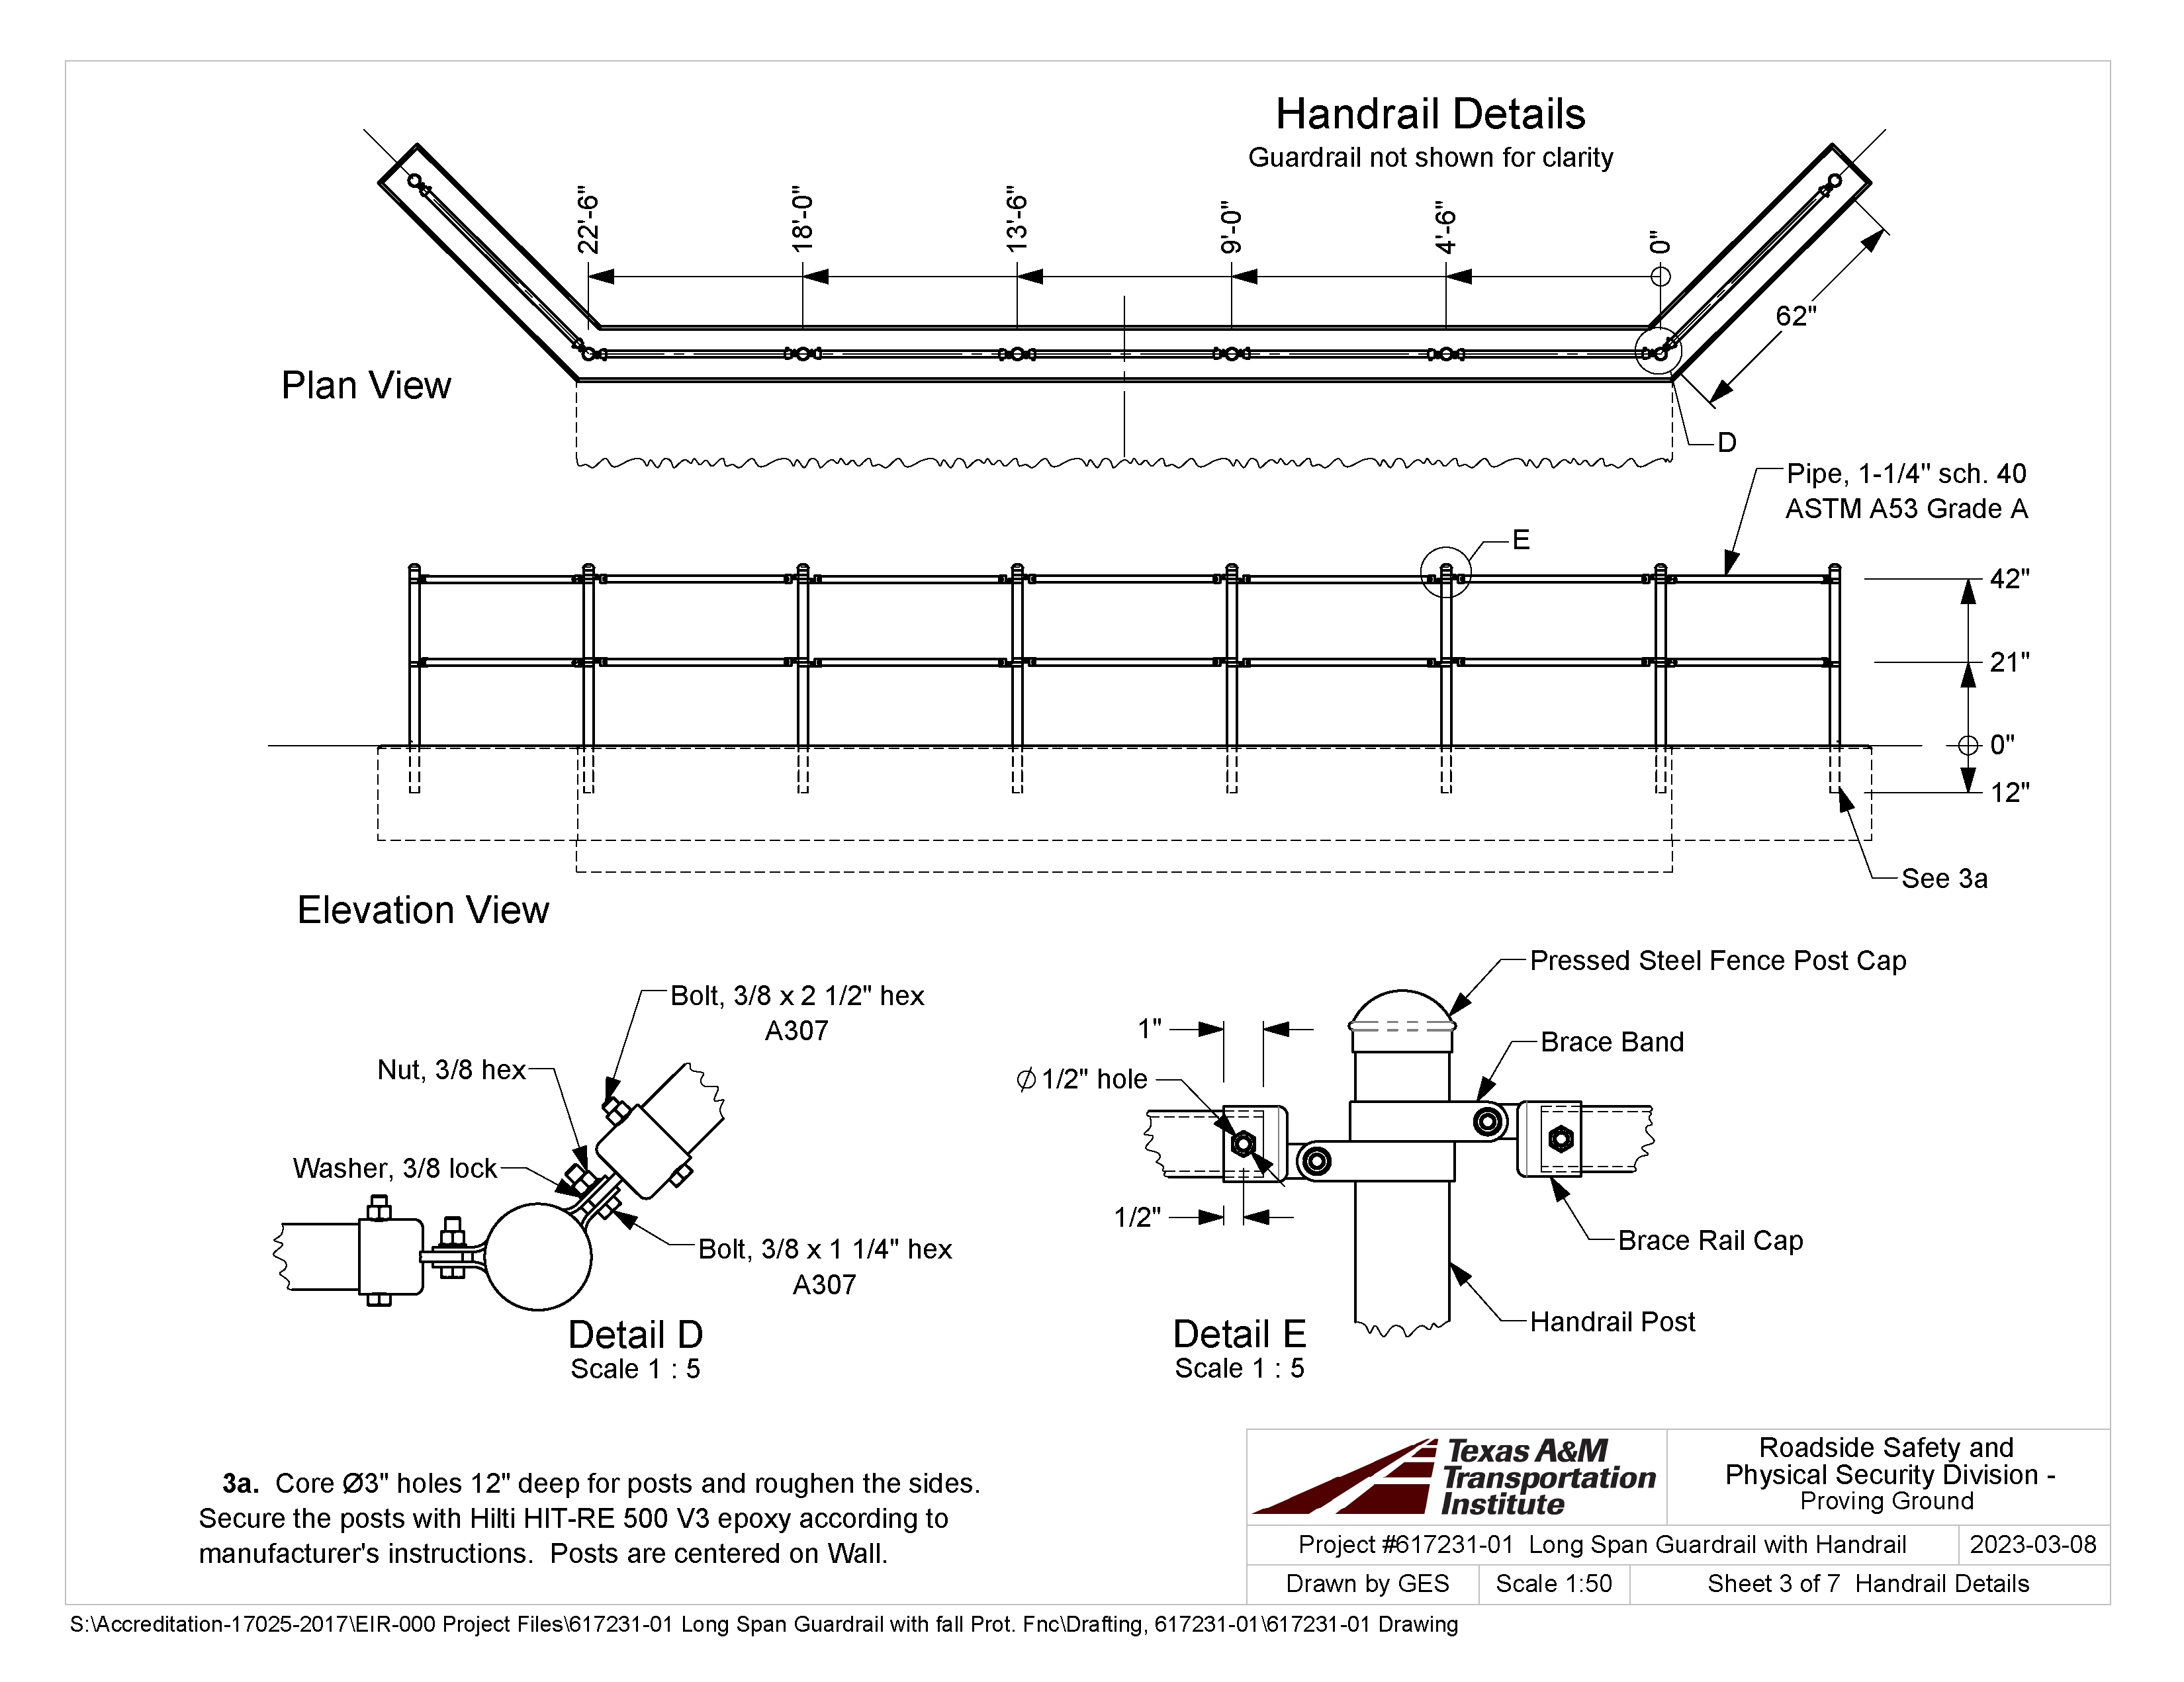 Handrail Details
Guardrail not shown for clarity
22'-6"
18'-0"
13'-6"
9'-0"
4'-6"
0"
62"
Plan View
D
Pipe, 1-1/4" sch. 40
ASTM A53 Grade A
E
42"
21"
0"
12"
See 3a
Elevation View
Bolt, 3/8 x 2 1/2" hex
A307
Nut, 3/8 hex
Washer, 3/8 lock
Bolt, 3/8 x 1 1/4" hex
A307
Detail D
Scale 1 : 5
Pressed Steel Fence Post Cap
1"
Brace Band
Ø 1/2" hole
1/2"
Brace Rail Cap
Handrail Post
Detail E
Scale 1 : 5
3a. Core Ø3" holes 12" deep for posts and roughen the sides.
Secure the posts with Hilti HIT-RE 500 V3 epoxy according to
manufacturer's instructions. Posts are centered on Wall.
Texas A&M
Transportation
Institute
Roadside Safety and
Physical Security Division -
Proving Ground
Project #617231-01 Long Span Guardrail with Handrail
2023-03-08
Drawn by GES
Scale 1:50
Sheet 3 of 7 Handrail Details
S:\Accreditation-17025-2017\EIR-000 Project Files\617231-01 Long Span Guardrail with fall Prot. Fnc\Drafting, 617231-01\617231-01 Drawing